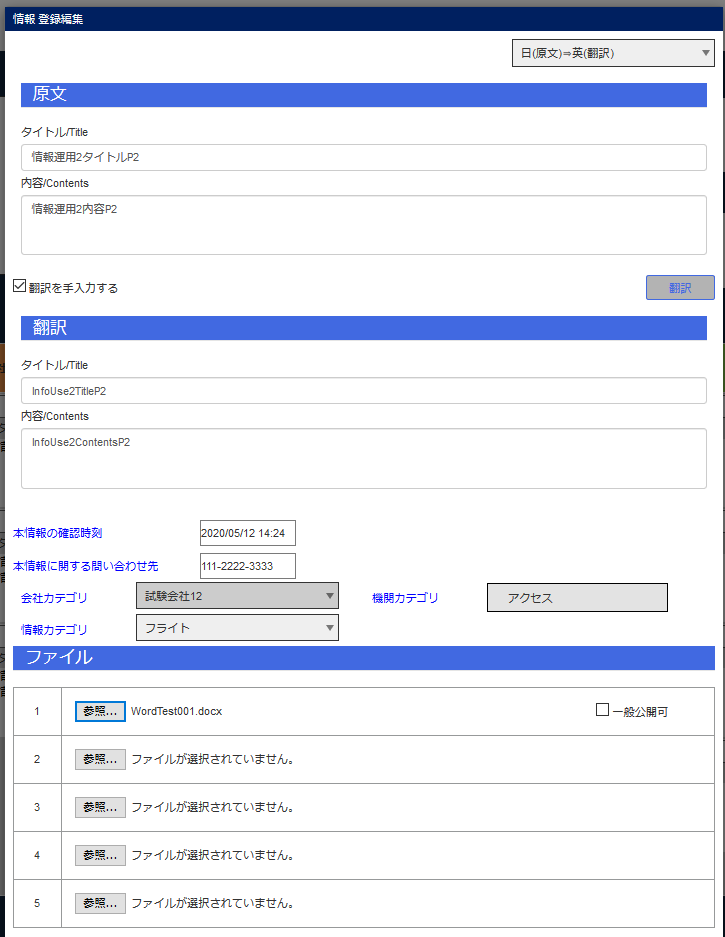 情報 登録編集
日(原文)⇒英(翻訳)
原文
タイトル/Title
情報運用2タイトルP2
内容/Contents
情報運用2内容P2
翻訳を手入力する
翻訳
翻訳
タイトル/Title
InfoUse2TitleP2
内容/Contents
InfoUse2ContentsP2
本情報の確認時刻 2020/05/12 14:24
本情報に関する問い合わせ先 111-2222-3333
会社カテゴリ 試験会社12 機関カテゴリ アクセス
情報カテゴリ フライト
ファイル
1 参照... WordTest001.docx 一般公開可
2 参照... ファイルが選択されていません。
3 参照... ファイルが選択されていません。
4 参照... ファイルが選択されていません。
5 参照... ファイルが選択されていません。